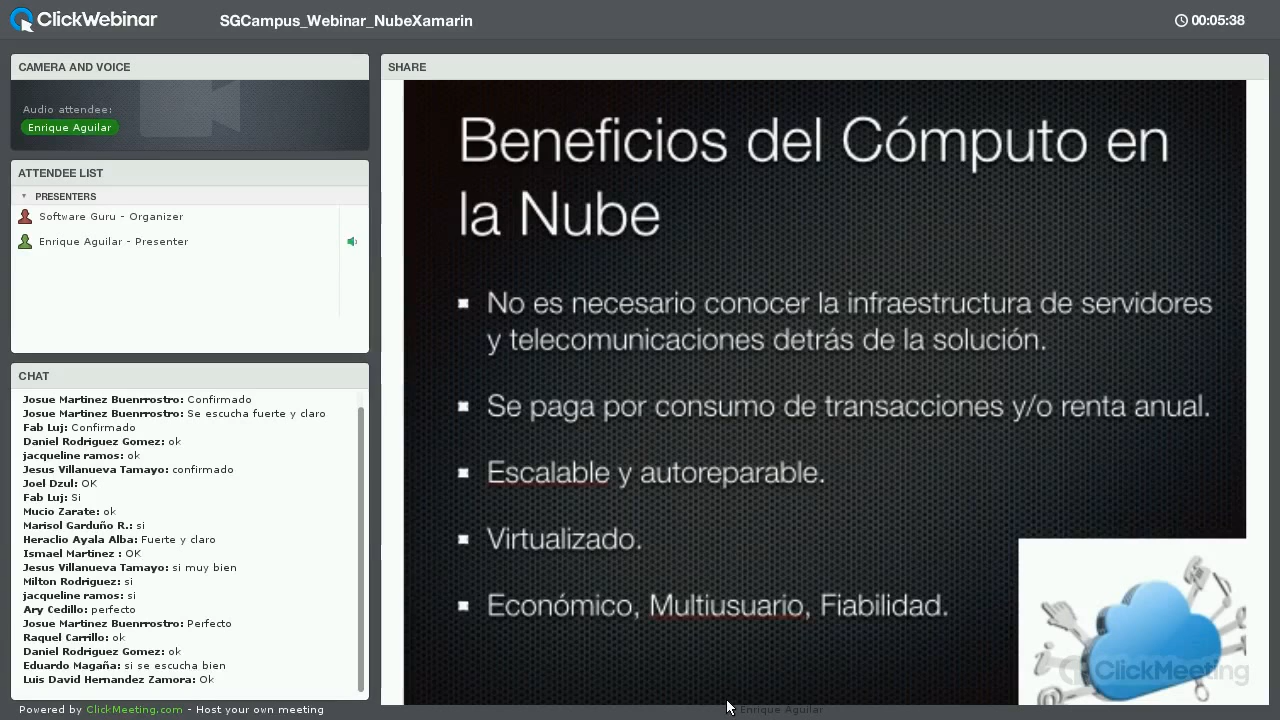 ClickWebinar
SGCampus_Webinar_NubeXamarin
00:05:38
CAMERA AND VOICE
Audio attendee:
Enrique Aguilar
ATTENDEE LIST
PRESENTERS
Software Guru - Organizer
Enrique Aguilar - Presenter
CHAT
Josue Martinez Buenrrostro: Confirmado
Josue Martinez Buenrrostro: Se escucha fuerte y claro
Fab Luj: Confirmado
Daniel Rodriguez Gomez: ok
jacqueline ramos: ok
Jesus Villanueva Tamayo: confirmado
Joel Dzul: OK
Fab Luj: Si
Mucio Zarate: ok
Marisol Garduño R.: si
Heraclio Ayala Alba: Fuerte y claro
Ismael Martinez : OK
Jesus Villanueva Tamayo: si muy bien
Milton Rodriguez: si
jacqueline ramos: si
Ary Cedillo: perfecto
Josue Martinez Buenrrostro: Perfecto
Raquel Carrillo: ok
Daniel Rodriguez Gomez: ok
Eduardo Magaña: si se escucha bien
Luis David Hernandez Zamora: Ok
Powered by ClickMeeting.com - Host your own meeting
SHARE
Beneficios del Cómputo en
la Nube
No es necesario conocer la infraestructura de servidores
y telecomunicaciones detrás de la solución.
Se paga por consumo de transacciones y/o renta anual.
Escalable y autoreparable.
Virtualizado.
Económico, Multiusuario, Fiabilidad.
ClickMeeting
Enrique Aguilar